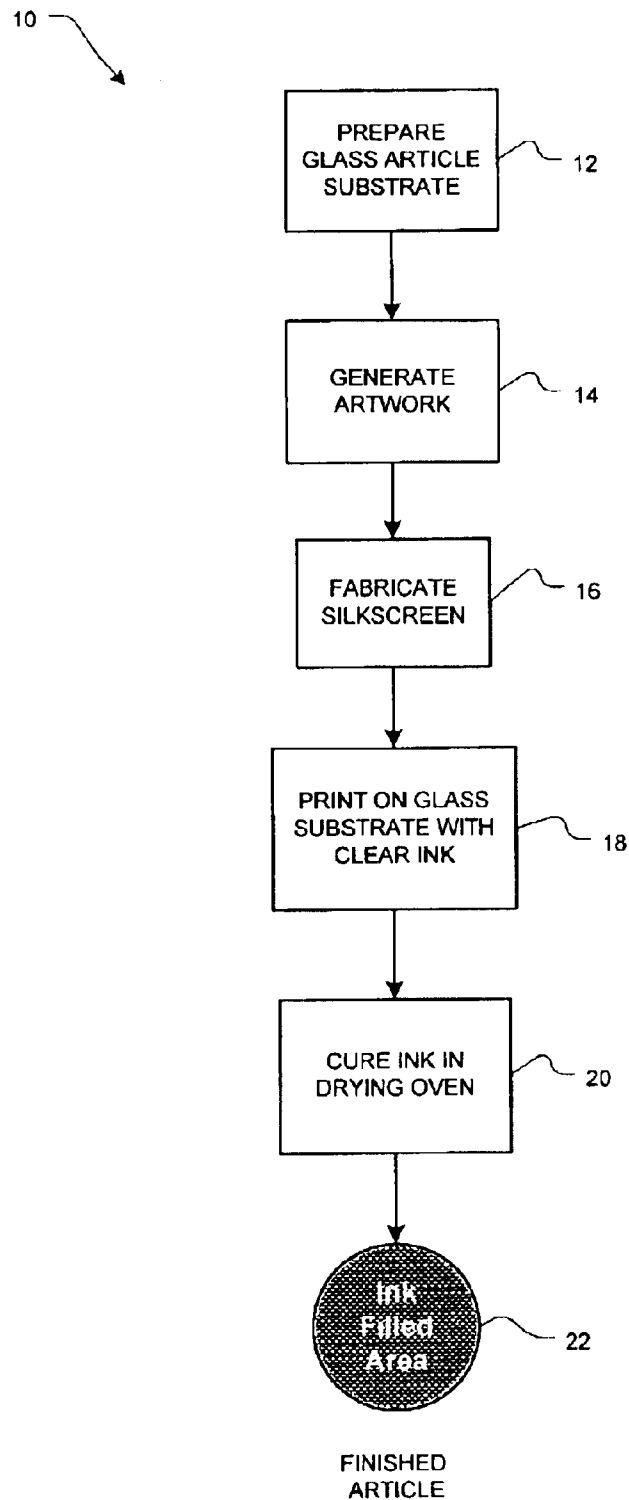 10
PREPARE
GLASS ARTICLE
SUBSTRATE
12
GENERATE
ARTWORK
14
FABRICATE
SILKSCREEN
16
PRINT ON GLASS
SUBSTRATE WITH
CLEAR INK
18
CURE INK IN
DRYING OVEN
20
Ink
Filled
Area
22
FINISHED
ARTICLE